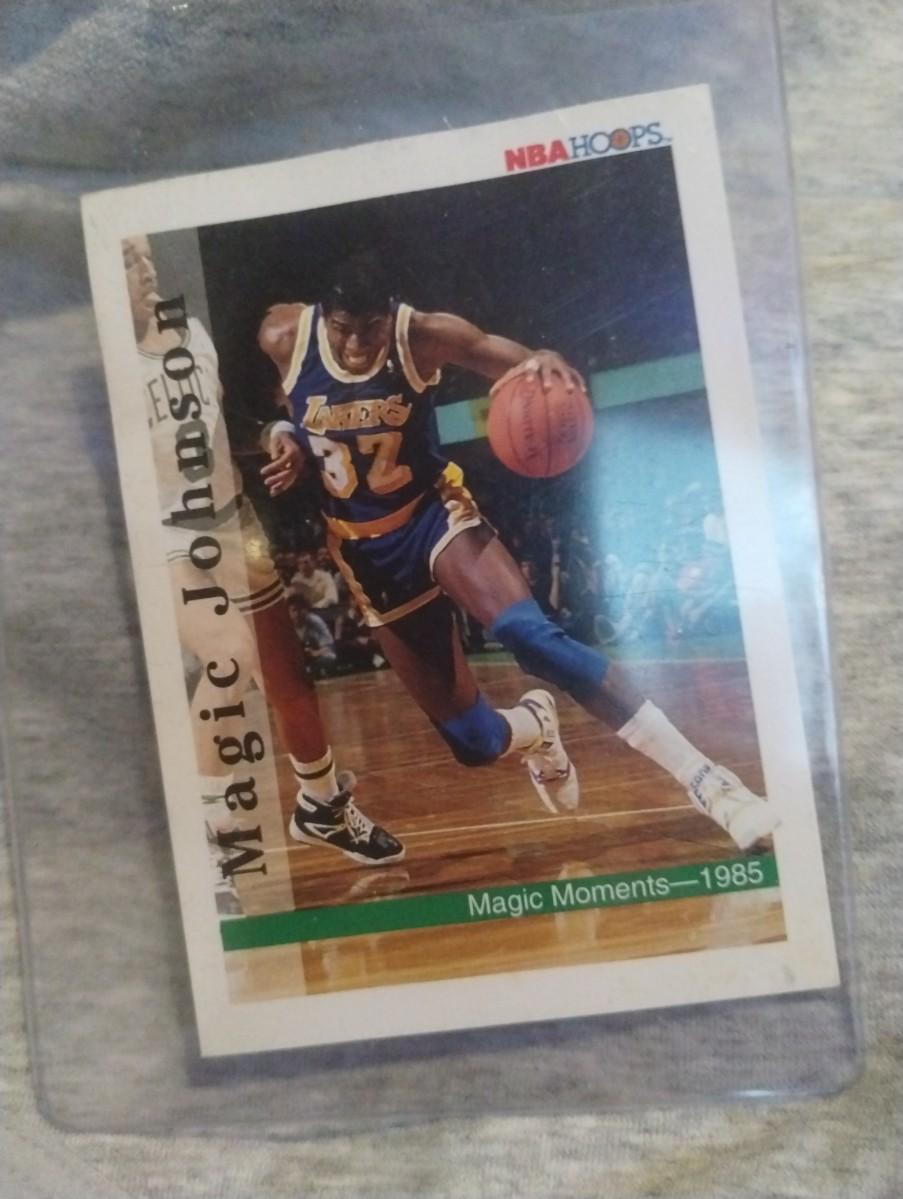 NBA HOOPS
Magic Johnson
LAKERS
32
Magic Moments—1985